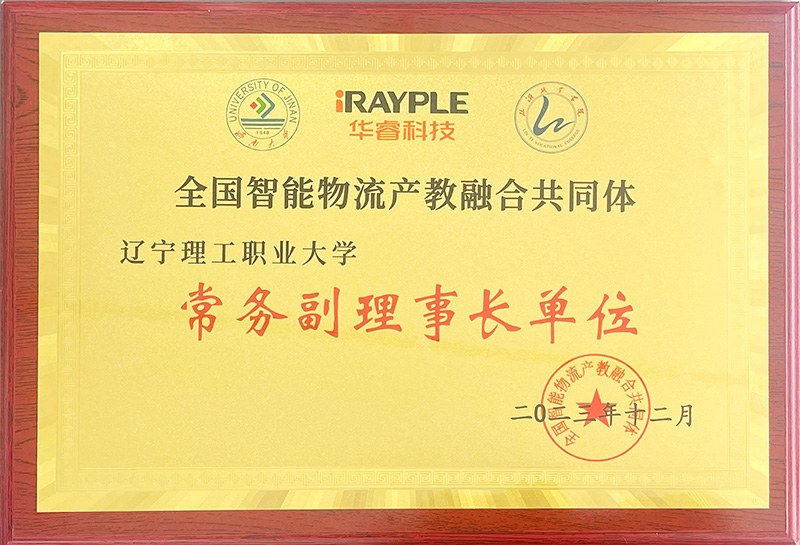 UNIVERSITY OF JINAN
1948
济南大学
iRAYPLE
华睿科技
VOCATIONAL COLLEGE
全国智能物流产教融合共同体
辽宁理工职业大学
常务副理事长单位
全国智能物流产教融合共同体
二0二三年十二月